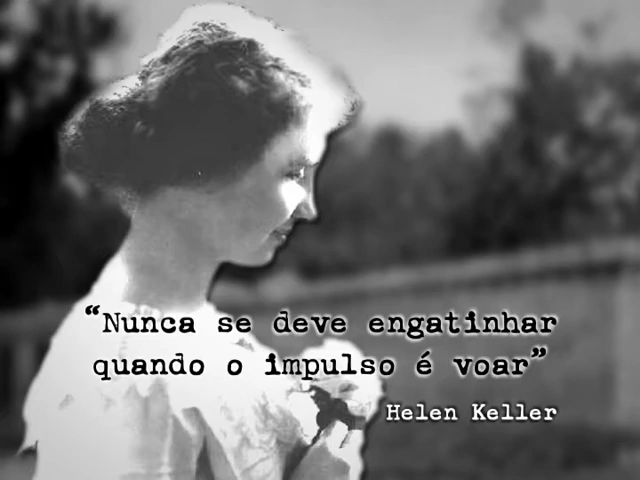 “Nunca se deve engatinhar
quando o impulso é voar”
Helen Keller